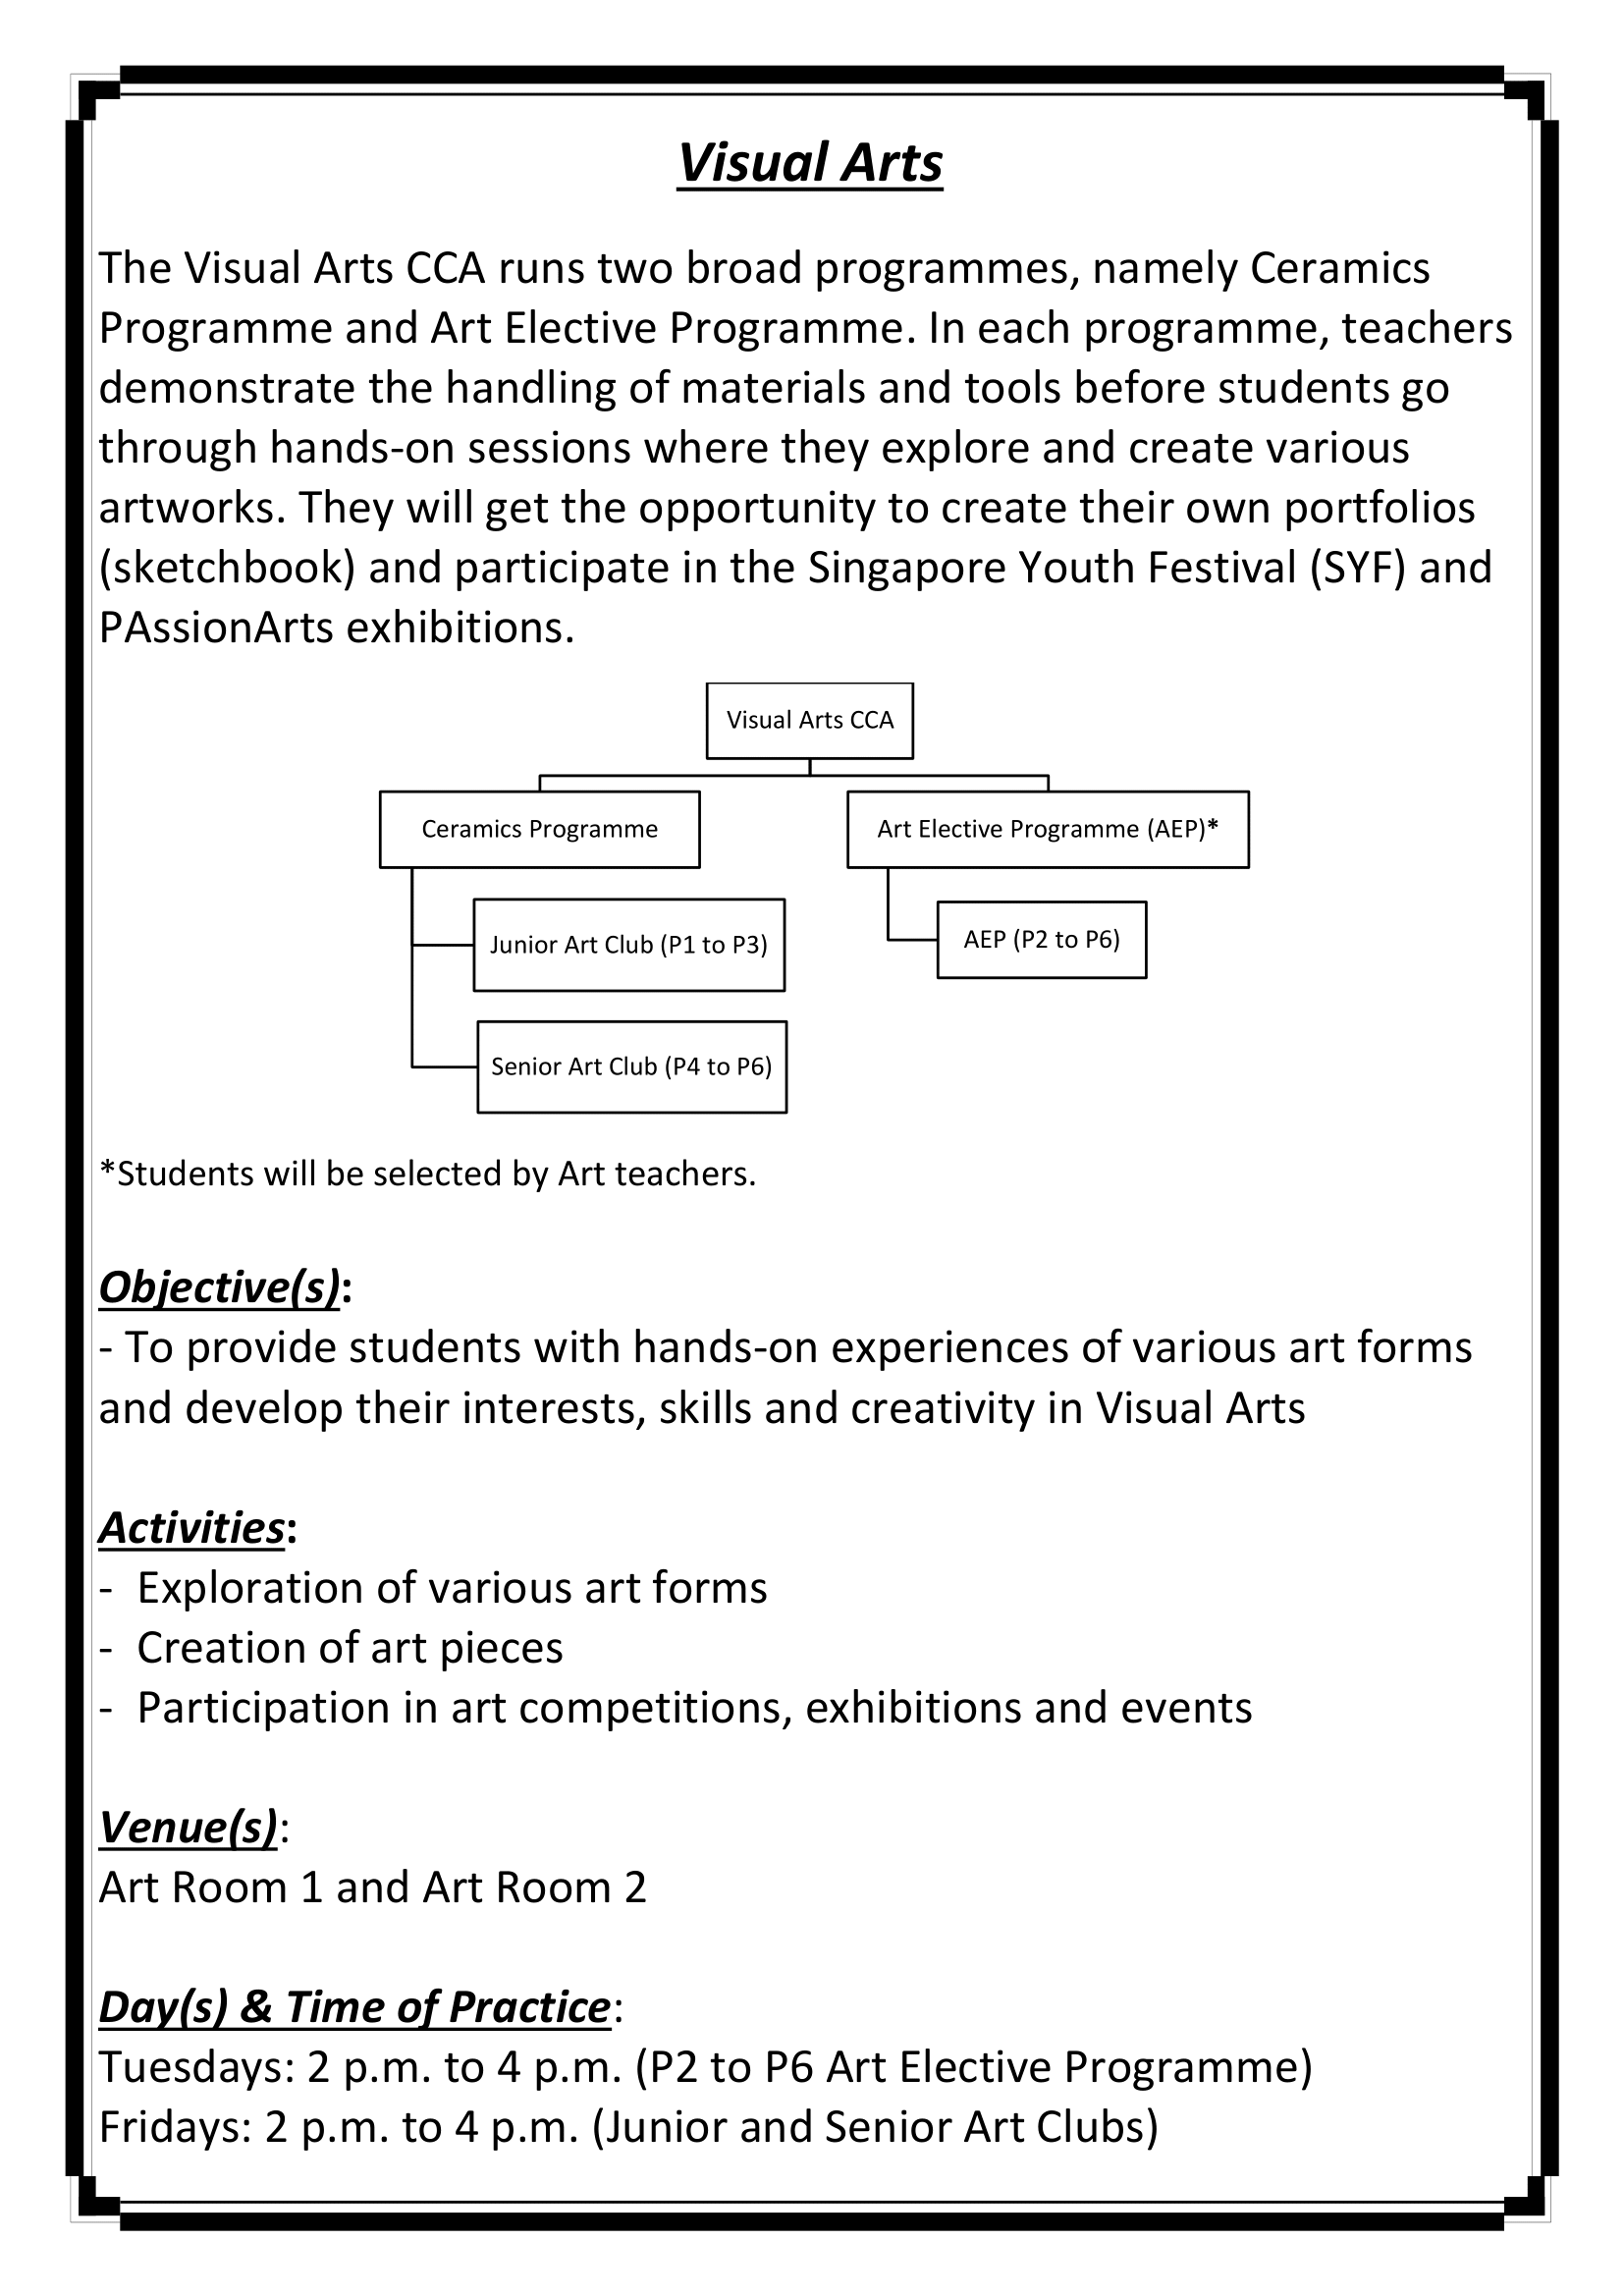 Visual Arts
The Visual Arts CCA runs two broad programmes, namely Ceramics
Programme and Art Elective Programme. In each programme, teachers
demonstrate the handling of materials and tools before students go
through hands-on sessions where they explore and create various
artworks. They will get the opportunity to create their own portfolios
(sketchbook) and participate in the Singapore Youth Festival (SYF) and
PAssionArts exhibitions.
Visual Arts CCA
Ceramics Programme
Art Elective Programme (AEP)*
Junior Art Club (P1 to P3)
AEP (P2 to P6)
Senior Art Club (P4 to P6)
*Students will be selected by Art teachers.
Objective(s):
- To provide students with hands-on experiences of various art forms
and develop their interests, skills and creativity in Visual Arts
Activities:
- Exploration of various art forms
- Creation of art pieces
- Participation in art competitions, exhibitions and events
Venue(s):
Art Room 1 and Art Room 2
Day(s) & Time of Practice:
Tuesdays: 2 p.m. to 4 p.m. (P2 to P6 Art Elective Programme)
Fridays: 2 p.m. to 4 p.m. (Junior and Senior Art Clubs)